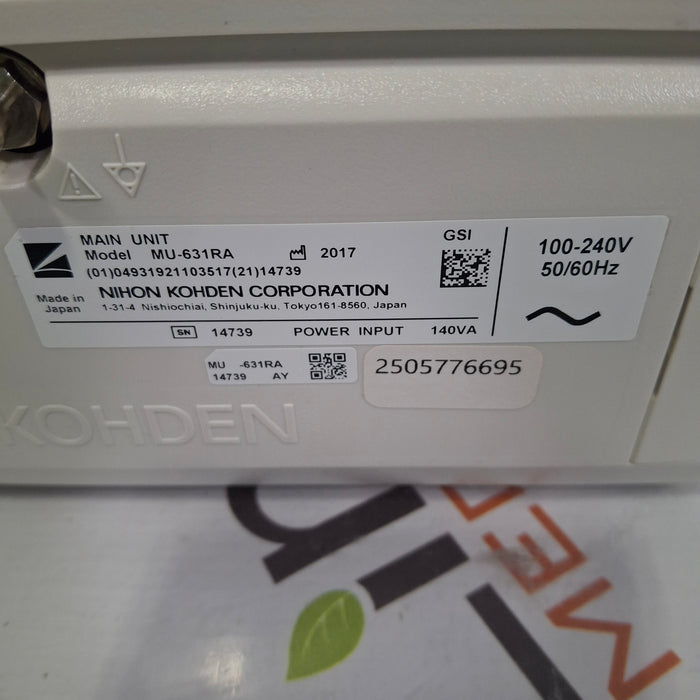 MAIN UNIT
GSI
Model MU-631RA 2017
(01)04931921103517(21)14739
100-240V
50/60Hz
Made in
Japan
NIHON KOHDEN CORPORATION
1-31-4 Nishiochiai, Shinjuku-ku, Tokyo161-8560, Japan
SN 14739 POWER INPUT 140VA
MU -631RA
14739 AY
2505776695
KOHDEN